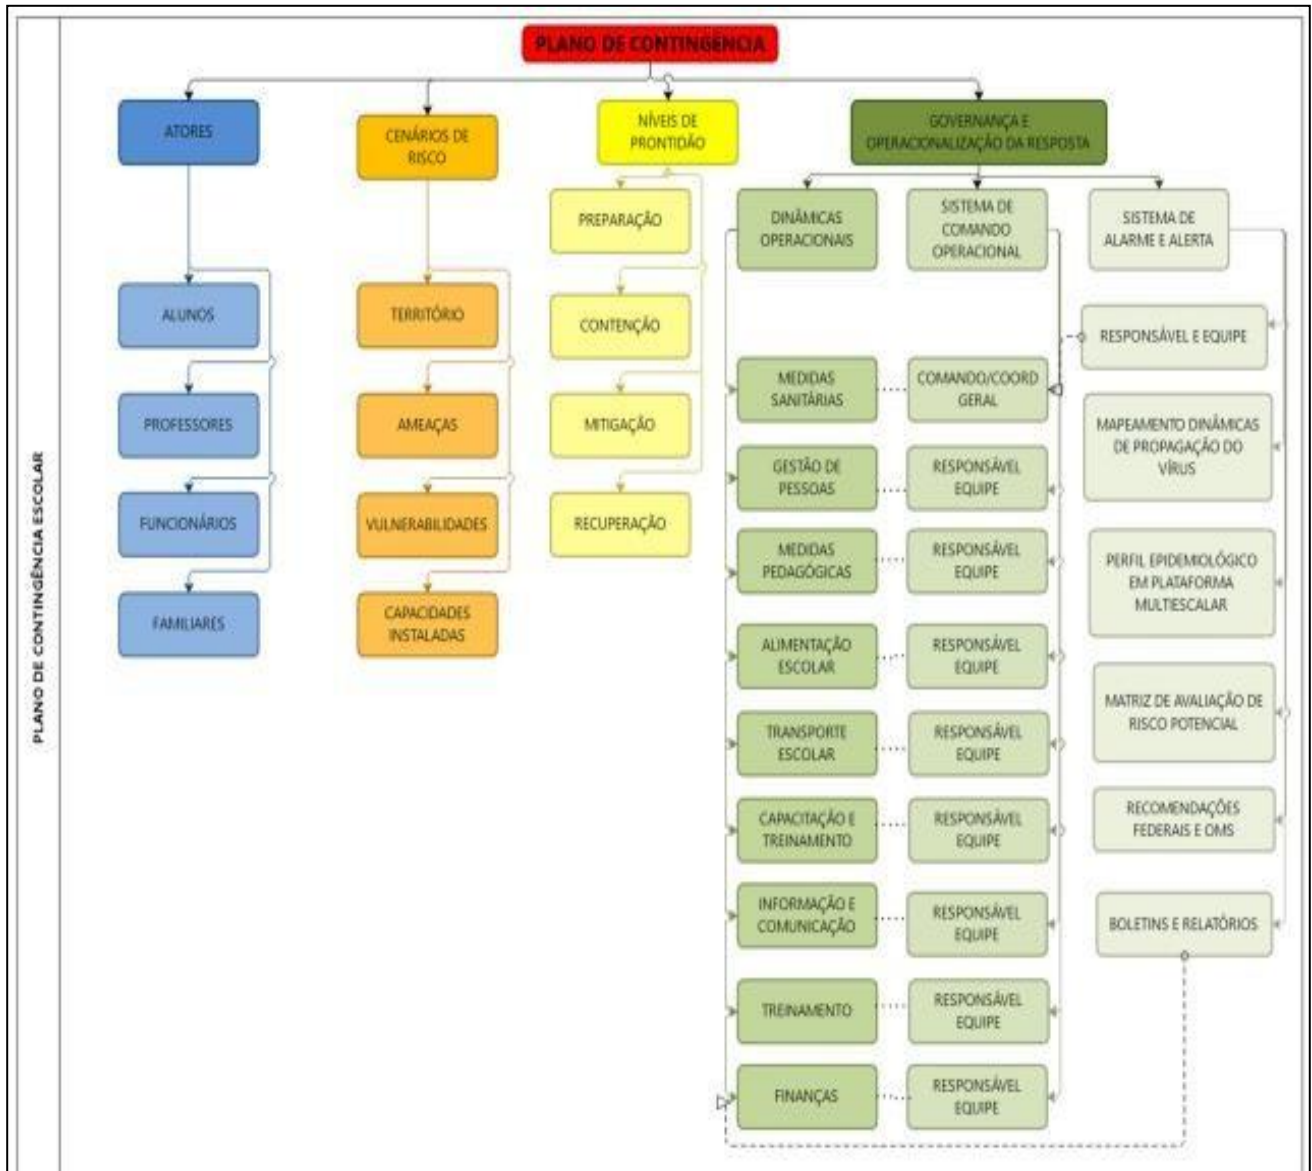 PLANO DE CONTINGÊNCIA ESCOLAR
PLANO DE CONTINGÊNCIA
ATORES
ALUNOS
PROFESSORES
FUNCIONÁRIOS
FAMILIARES
CENÁRIOS DE
RISCO
TERRITÓRIO
AMEAÇAS
VULNERABILIDADES
CAPACIDADES
INSTALADAS
NÍVEIS DE
PRONTIDÃO
PREPARAÇÃO
CONTENÇÃO
MITIGAÇÃO
RECUPERAÇÃO
GOVERNANÇA E
OPERACIONALIZAÇÃO DA RESPOSTA
DINÂMICAS
OPERACIONAIS
MEDIDAS
SANITÁRIAS
GESTÃO DE
PESSOAS
MEDIDAS
PEDAGÓGICAS
ALIMENTAÇÃO
ESCOLAR
TRANSPORTE
ESCOLAR
CAPACITAÇÃO E
TREINAMENTO
INFORMAÇÃO E
COMUNICAÇÃO
TREINAMENTO
FINANÇAS
SISTEMA DE
COMANDO
OPERACIONAL
COMANDO/COORD
GERAL
RESPONSÁVEL
EQUIPE
RESPONSÁVEL
EQUIPE
RESPONSÁVEL
EQUIPE
RESPONSÁVEL
EQUIPE
RESPONSÁVEL
EQUIPE
RESPONSÁVEL
EQUIPE
RESPONSÁVEL
EQUIPE
RESPONSÁVEL
EQUIPE
SISTEMA DE
ALARME E ALERTA
RESPONSÁVEL E EQUIPE
MAPEAMENTO DINÂMICAS
DE PROPAGAÇÃO DO
VÍRUS
PERFIL EPIDEMIOLÓGICO
EM PLATAFORMA
MULTIESCALAR
MATRIZ DE AVALIAÇÃO DE
RISCO POTENCIAL
RECOMENDAÇÕES
FEDERAIS E OMS
BOLETINS E RELATÓRIOS